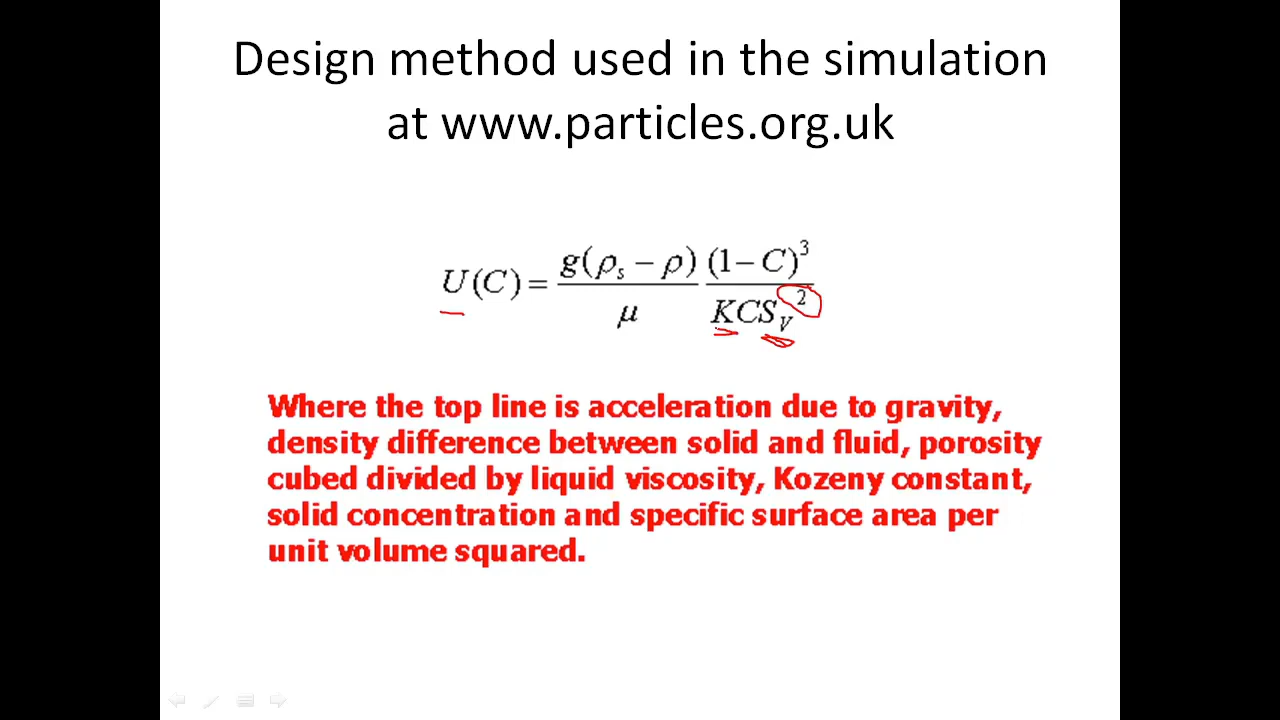 Design method used in the simulation
at www.particles.org.uk
U(C) = g(ρs − ρ)/μ (1 − C)³/KCSV²
Where the top line is acceleration due to gravity,
density difference between solid and fluid, porosity
cubed divided by liquid viscosity, Kozeny constant,
solid concentration and specific surface area per
unit volume squared.